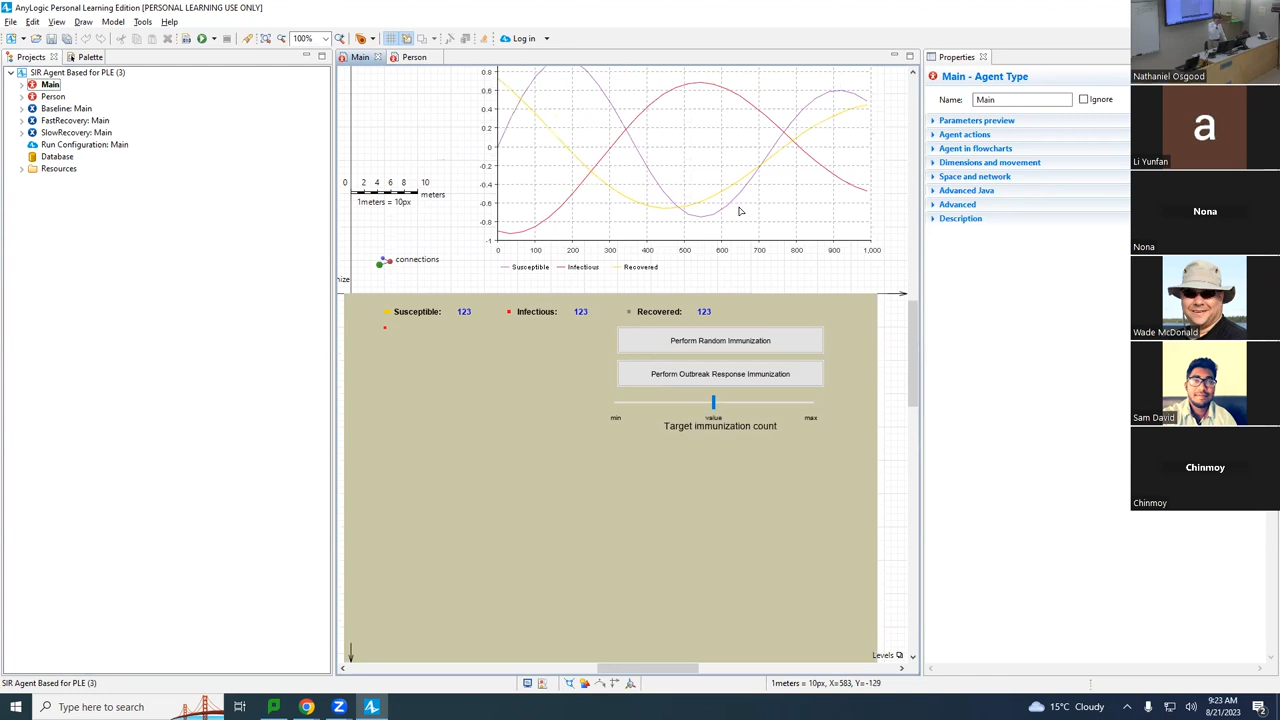 AnyLogic Personal Learning Edition [PERSONAL LEARNING USE ONLY]
File Edit View Draw Model Tools Help
100%
Log in
Projects
Palette
Main
Person
Properties
SIR Agent Based for PLE (3)
Main
Person
Baseline: Main
FastRecovery: Main
SlowRecovery: Main
Run Configuration: Main
Database
Resources
0.8
0.6
0.4
0.2
0
-0.2
-0.4
-0.6
-0.8
-1
0 100 200 300 400 500 600 700 800 900 1,000
Susceptible Infectious Recovered
0 2 4 6 8 10
meters
1meters = 10px
connections
Susceptible: 123 Infectious: 123 Recovered: 123
Perform Random Immunization
Perform Outbreak Response Immunization
min value max
Target immunization count
Levels
Main - Agent Type
Name: Main Ignore
Parameters preview
Agent actions
Agent in flowcharts
Dimensions and movement
Space and network
Advanced Java
Advanced
Description
Nathaniel Osgood
a
Li Yunfan
Nona
Nona
Wade McDonald
Sam David
Chinmoy
Chinmoy
SIR Agent Based for PLE (3)
1meters = 10px, X=583, Y=-129
Type here to search
15°C Cloudy
9:23 AM
8/21/2023
2